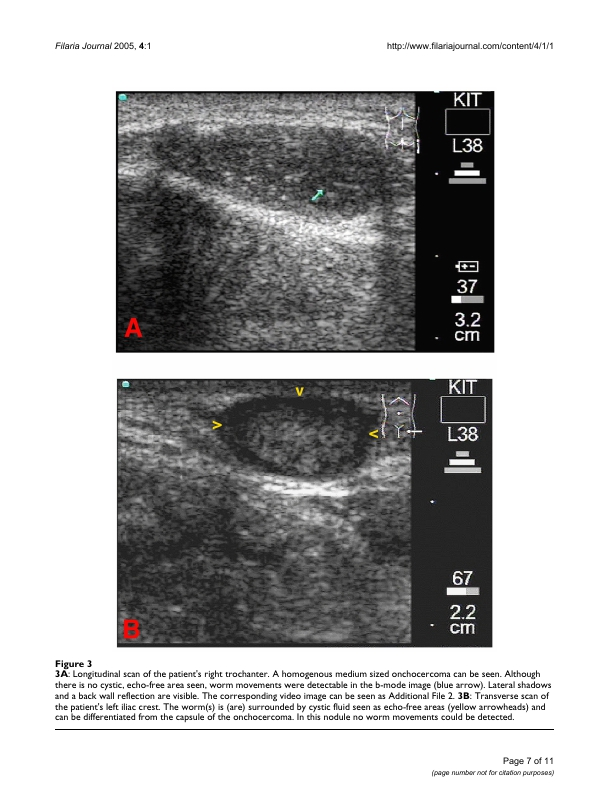 Filaria Journal 2005, 4:1
http://www.filariajournal.com/content/4/1/1
KIT
L38
37
3.2
cm
A
KIT
L38
67
2.2
cm
B
Figure 3
3A: Longitudinal scan of the patient's right trochanter. A homogenous medium sized onchocercoma can be seen. Although
there is no cystic, echo-free area seen, worm movements were detectable in the b-mode image (blue arrow). Lateral shadows
and a back wall reflection are visible. The corresponding video image can be seen as Additional File 2. 3B: Transverse scan of
the patient's left iliac crest. The worm(s) is (are) surrounded by cystic fluid seen as echo-free areas (yellow arrowheads) and
can be differentiated from the capsule of the onchocercoma. In this nodule no worm movements could be detected.
Page 7 of 11
(page number not for citation purposes)